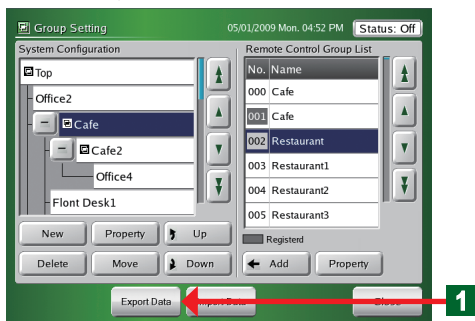 Group Setting 05/01/2009 Mon. 04:52 PM Status: Off
System Configuration
Top
Office2
Cafe
Cafe2
Office4
Flont Desk1
New Property Up
Delete Move Down
Remote Control Group List
No. Name
000 Cafe
001 Cafe
002 Restaurant
003 Restaurant1
004 Restaurant2
005 Restaurant3
Registerd
Add Property
Export Data
1